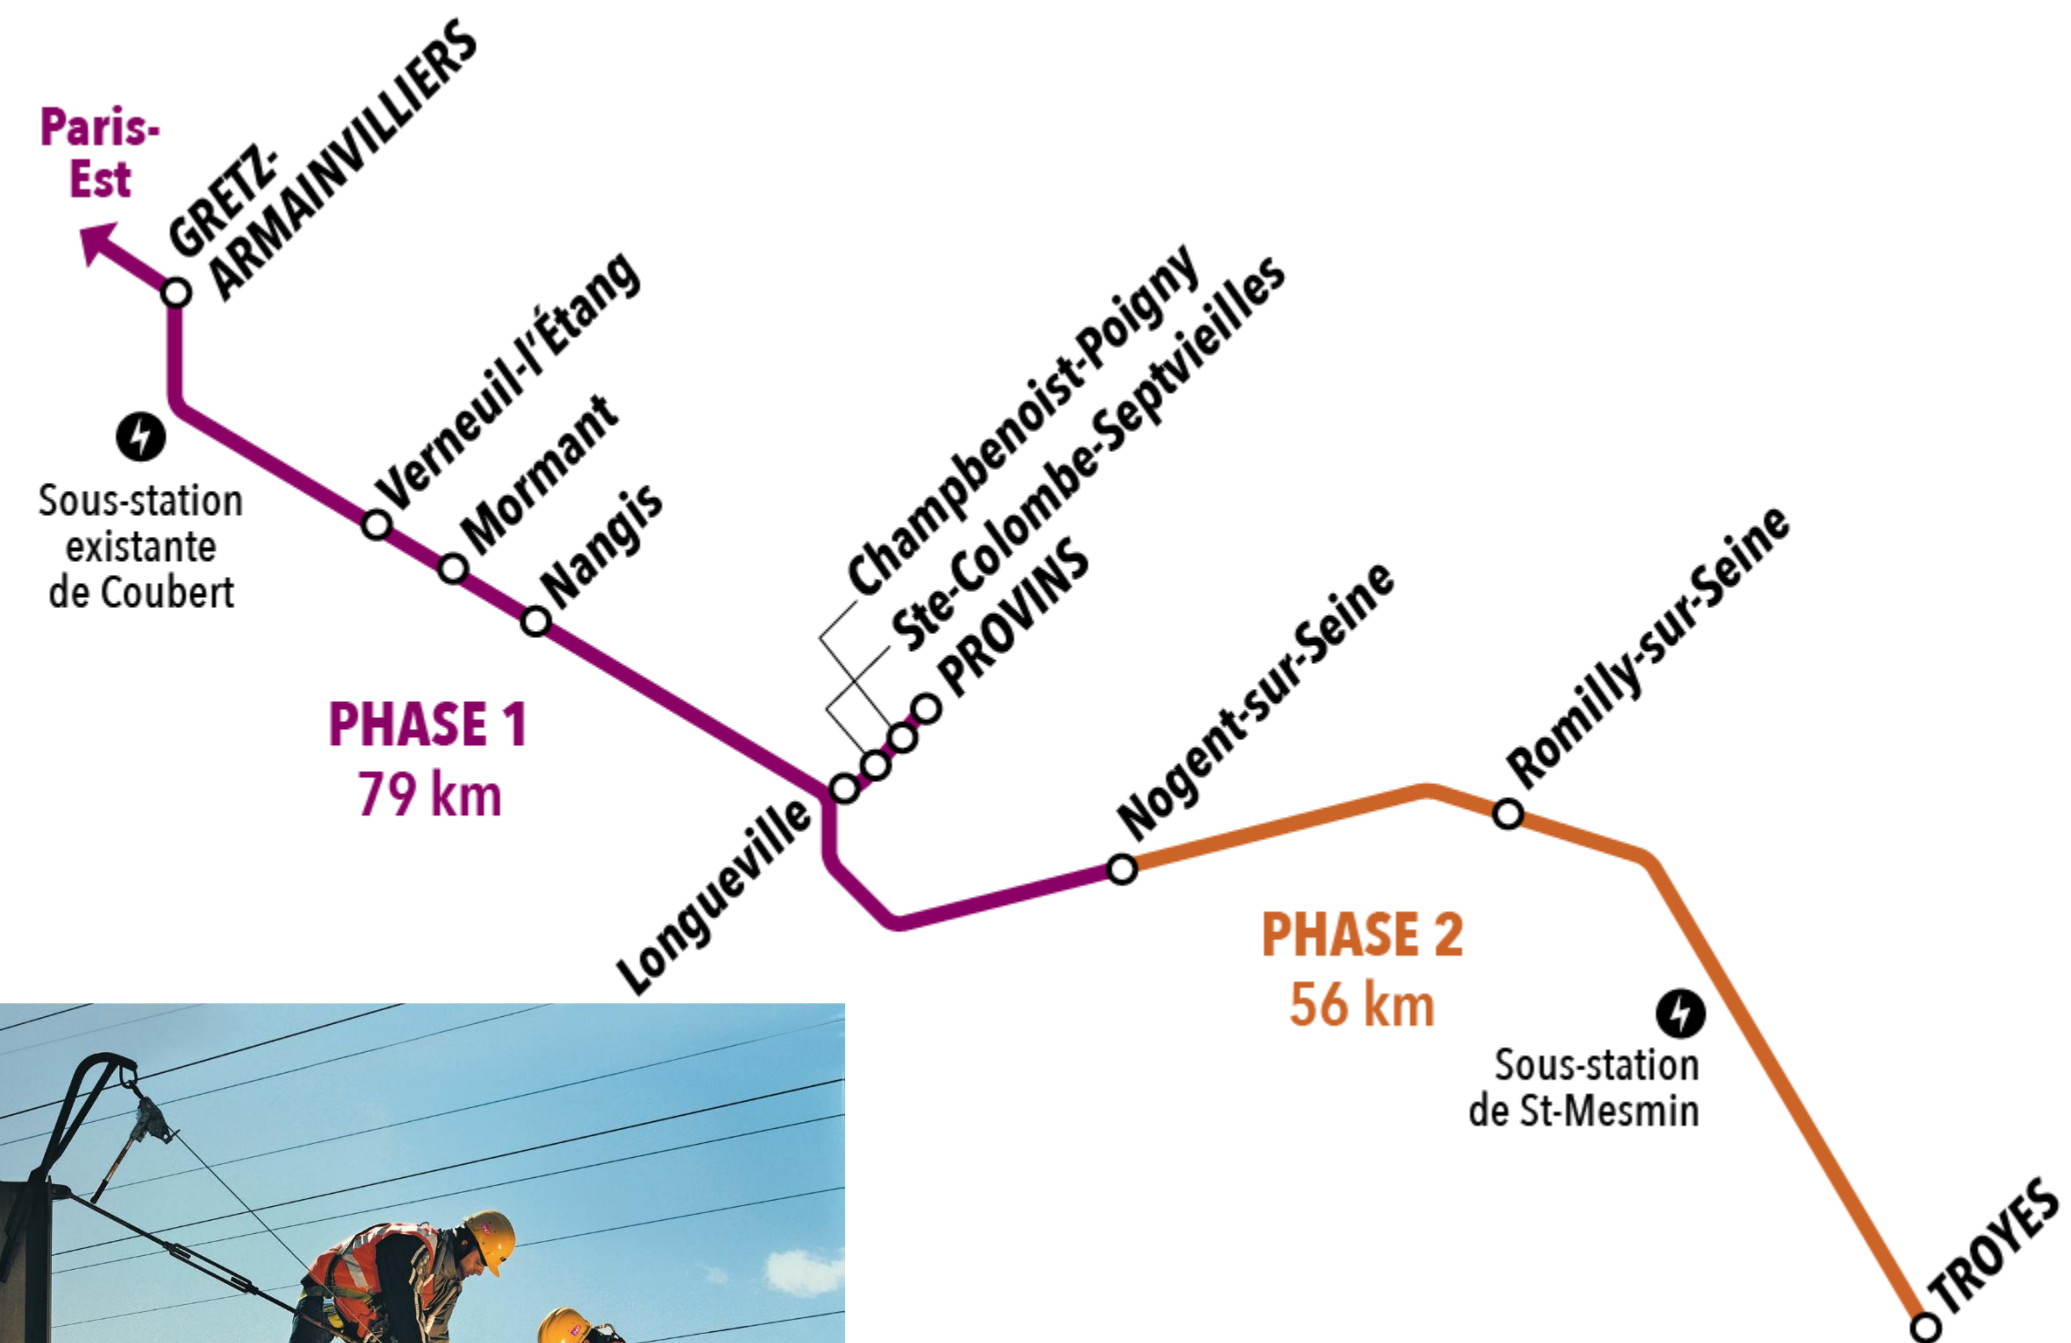 Paris-
Est
GRETZ-
ARMAINVILLIERS
Sous-station
existante
de Coubert
Verneuil-l'Étang
Mormant
Nangis
PHASE 1
79 km
Champbenoist-Poigny
Ste-Colombe-Septvieilles
PROVINS
Longueville
Nogent-sur-Seine
Romilly-sur-Seine
PHASE 2
56 km
Sous-station
de St-Mesmin
TROYES